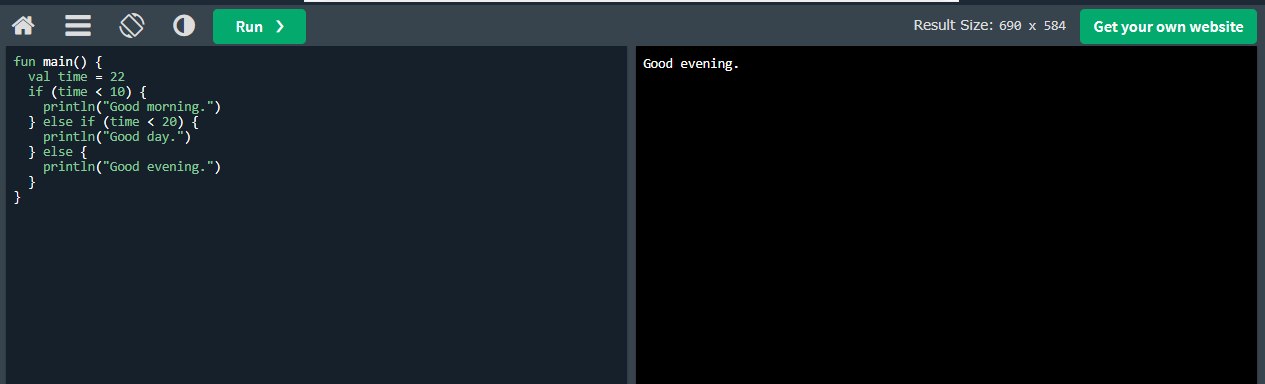 Run ❯
Result Size: 690 x 584
Get your own website
fun main() {
  val time = 22
  if (time < 10) {
    println("Good morning.")
  } else if (time < 20) {
    println("Good day.")
  } else {
    println("Good evening.")
  }
}
Good evening.